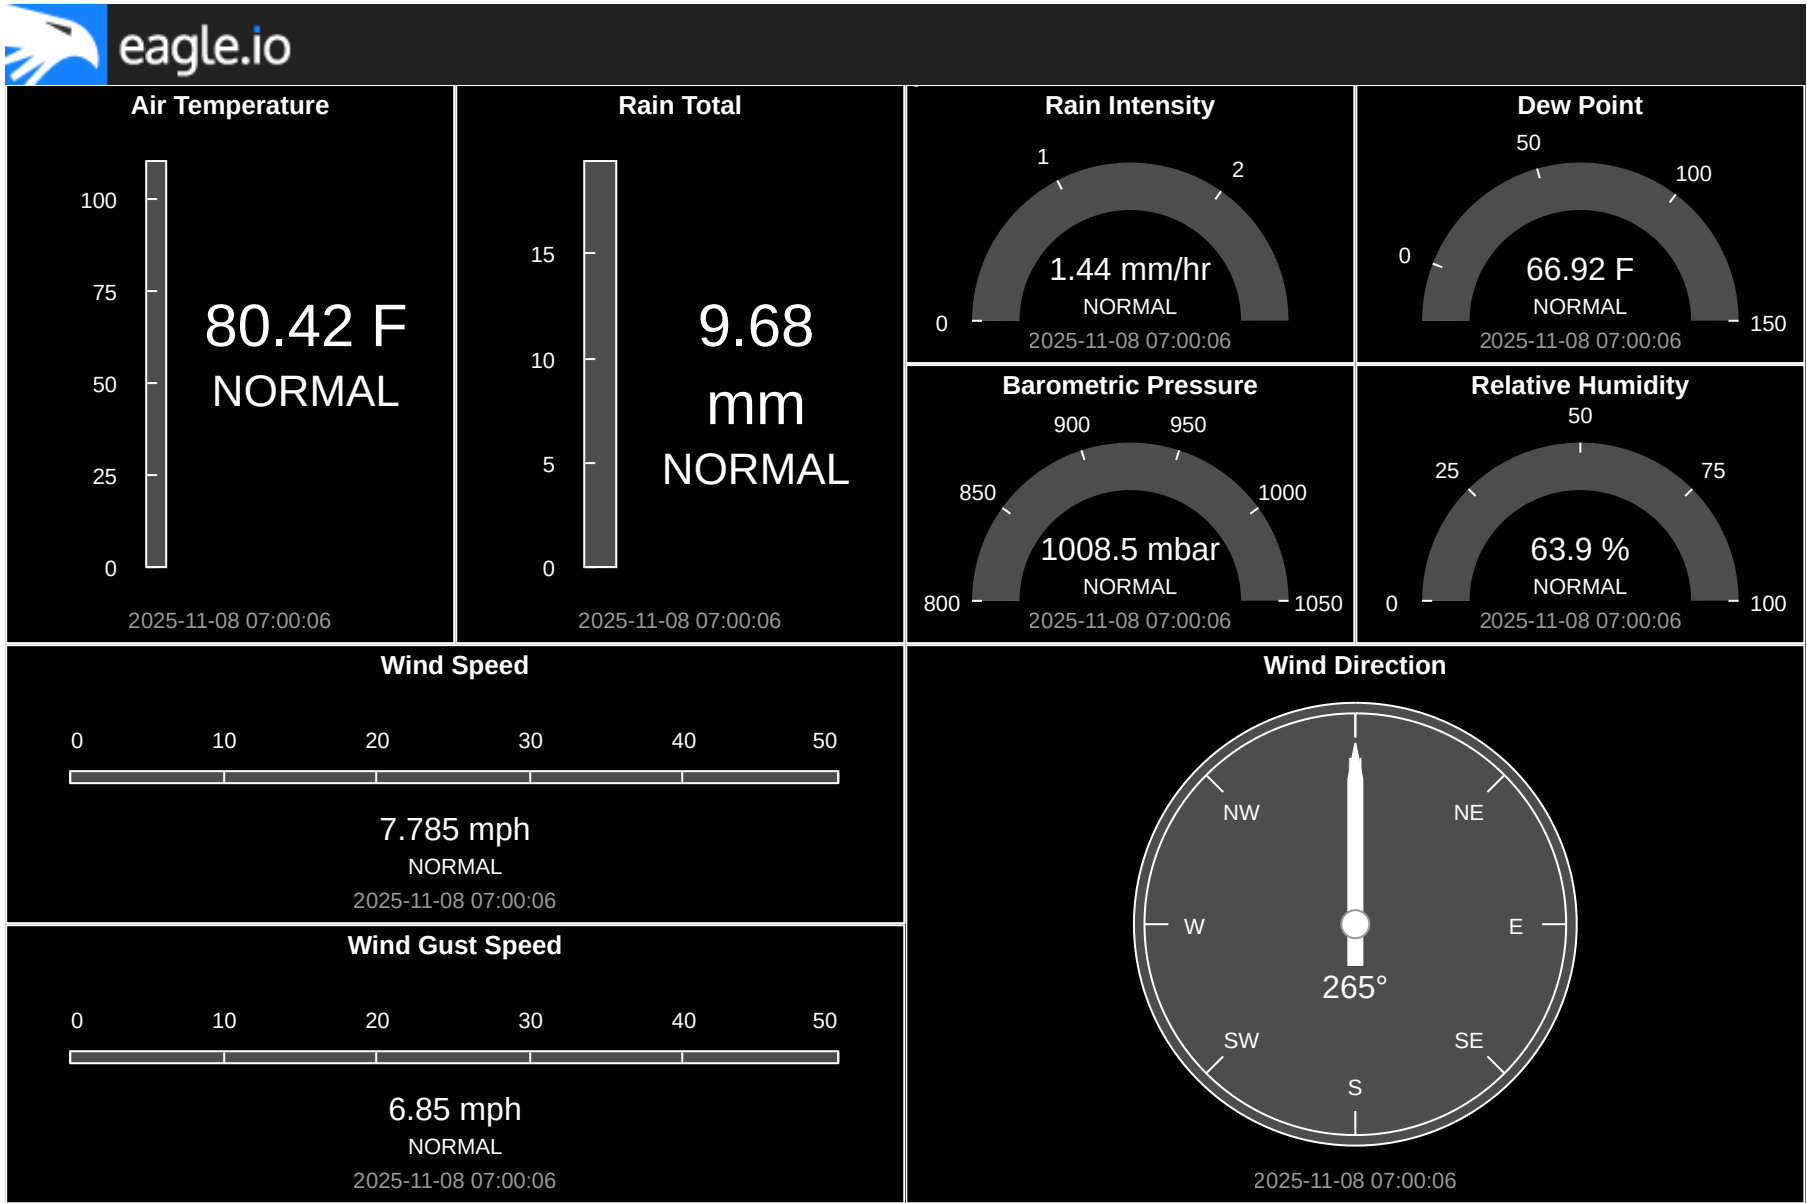 eagle.io
Air Temperature
100
75
50
25
0
80.42 F
NORMAL
2025-11-08 07:00:06
Rain Total
15
10
5
0
9.68
mm
NORMAL
2025-11-08 07:00:06
Rain Intensity
0
1
2
1.44 mm/hr
NORMAL
2025-11-08 07:00:06
Dew Point
0
50
100
150
66.92 F
NORMAL
2025-11-08 07:00:06
Barometric Pressure
800
850
900
950
1000
1050
1008.5 mbar
NORMAL
2025-11-08 07:00:06
Relative Humidity
0
25
50
75
100
63.9 %
NORMAL
2025-11-08 07:00:06
Wind Speed
0 10 20 30 40 50
7.785 mph
NORMAL
2025-11-08 07:00:06
Wind Gust Speed
0 10 20 30 40 50
6.85 mph
NORMAL
2025-11-08 07:00:06
Wind Direction
NW NE
W E
265°
SW SE
S
2025-11-08 07:00:06